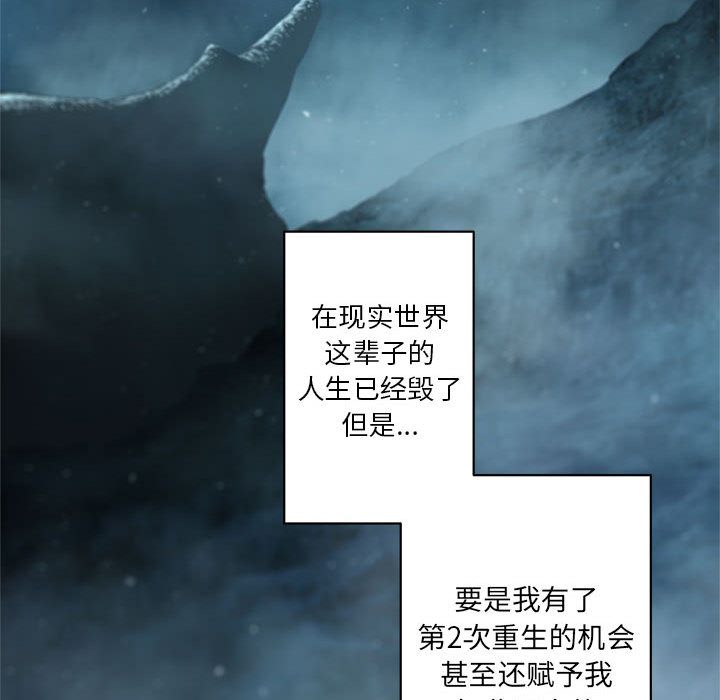 在现实世界
这辈子的
人生已经毁了
但是...
要是我有了
第2次重生的机会
甚至还赋予我